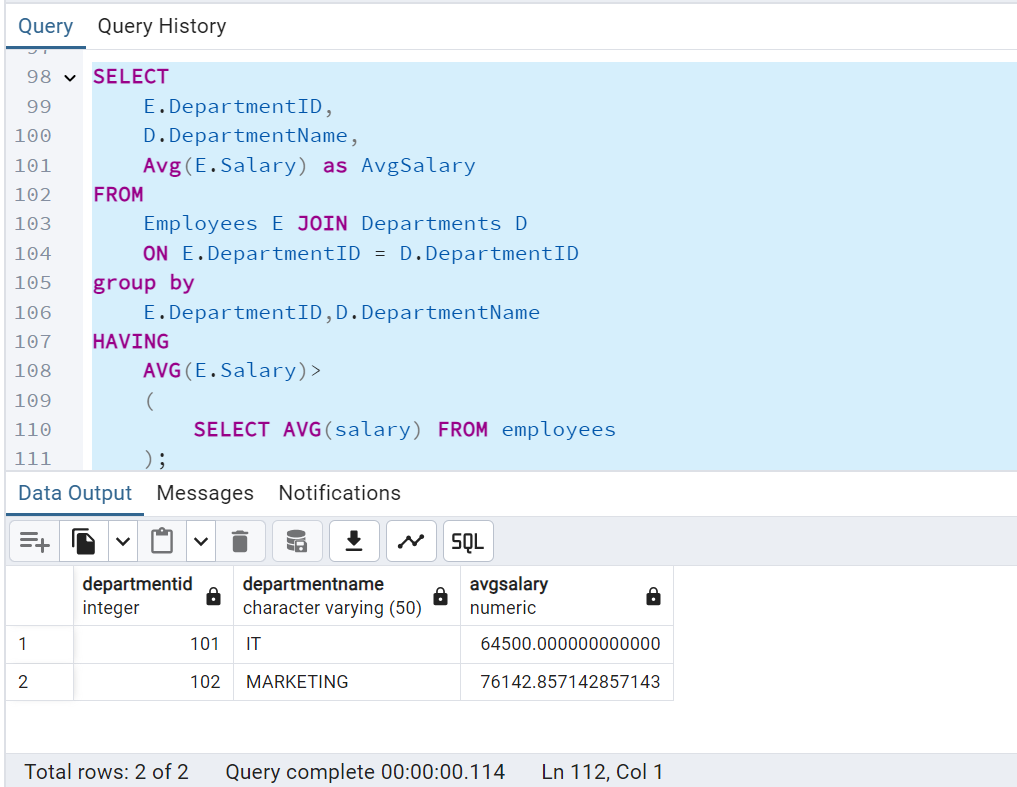 Query Query History
98 SELECT
99 E.DepartmentID,
100 D.DepartmentName,
101 Avg(E.Salary) as AvgSalary
102 FROM
103 Employees E JOIN Departments D
104 ON E.DepartmentID = D.DepartmentID
105 group by
106 E.DepartmentID,D.DepartmentName
107 HAVING
108 AVG(E.Salary)>
109 (
110 SELECT AVG(salary) FROM employees
111 );
Data Output Messages Notifications
SQL
departmentid departmentname avgsalary
integer character varying (50) numeric
1 101 IT 64500.000000000000
2 102 MARKETING 76142.857142857143
Total rows: 2 of 2 Query complete 00:00:00.114 Ln 112, Col 1